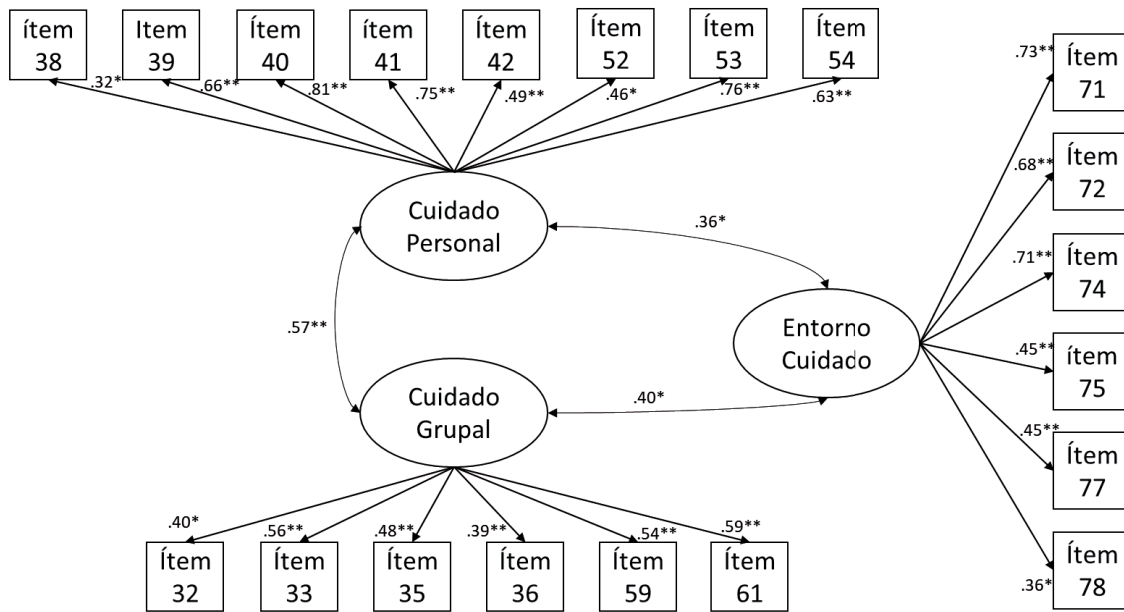 ítem
38
Item
39
Ítem
40
Ítem
41
Ítem
42
Ítem
52
Ítem
53
Ítem
54
.32*
.66**
.81**
.75**
.49**
.46*
.76**
.63**
Cuidado
Personal
.36*
.57**
Entorno
Cuidado
Cuidado
Grupal
.40*
.73**
Ítem
71
.68**
Ítem
72
.71**
Ítem
74
.45**
ítem
75
.45**
Ítem
77
.36*
Ítem
78
.40*
.56**
.48**
.39**
.54**
.59**
Ítem
32
Ítem
33
Ítem
35
Ítem
36
Ítem
59
Ítem
61